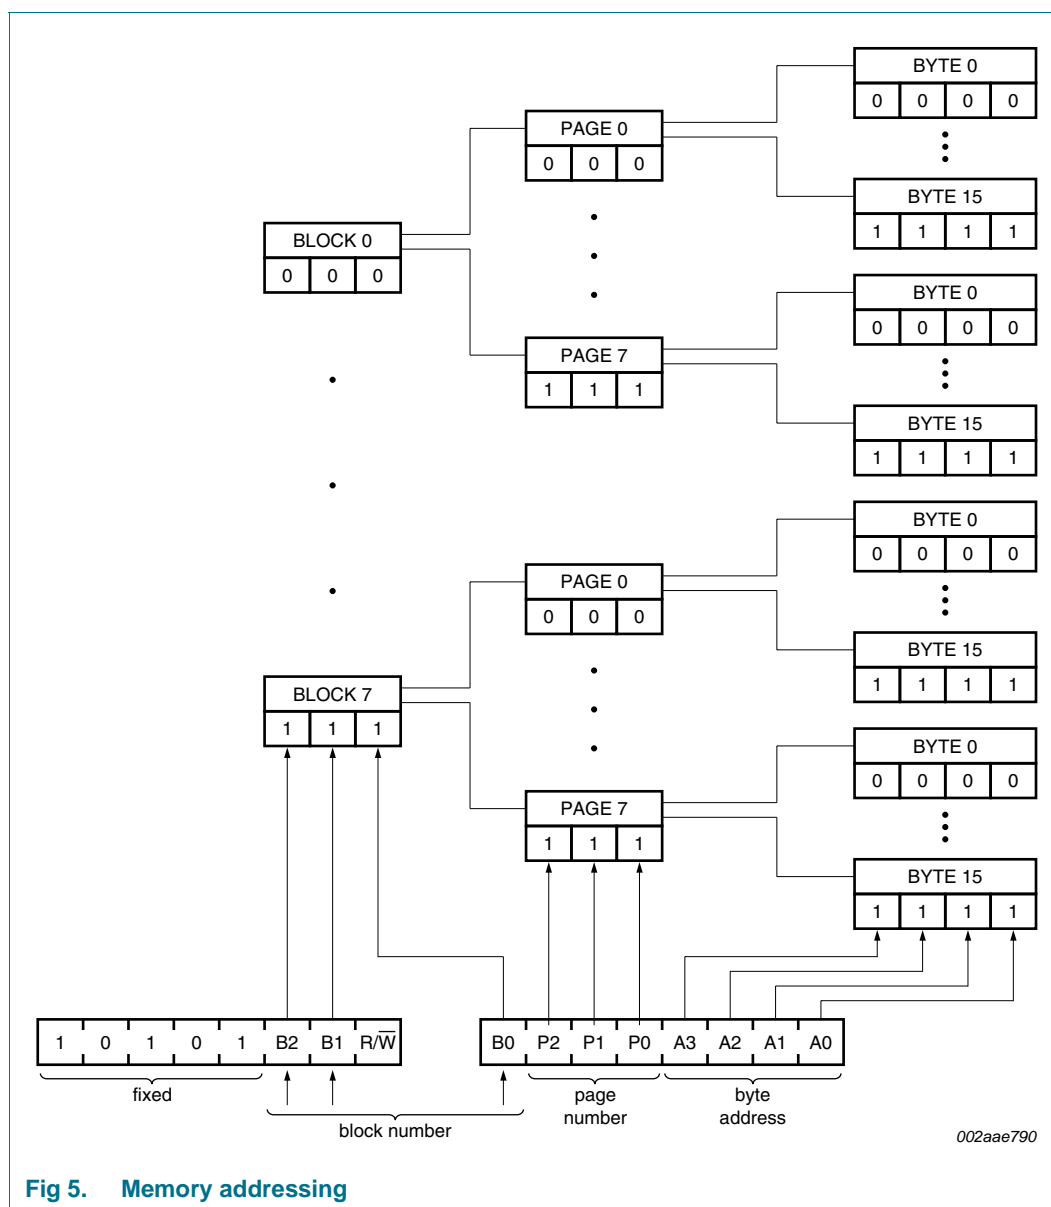 BYTE 0
0 0 0 0
PAGE 0
0 0 0
BYTE 15
1 1 1 1
BLOCK 0
0 0 0
BYTE 0
0 0 0 0
PAGE 7
1 1 1
BYTE 15
1 1 1 1
BYTE 0
0 0 0 0
PAGE 0
0 0 0
BYTE 15
1 1 1 1
BLOCK 7
1 1 1
BYTE 0
0 0 0 0
PAGE 7
1 1 1
BYTE 15
1 1 1 1
1 0 1 0 1 B2 B1 R/W̅
B0 P2 P1 P0 A3 A2 A1 A0
fixed
block number
page
number
byte
address
002aae790
Fig 5. Memory addressing